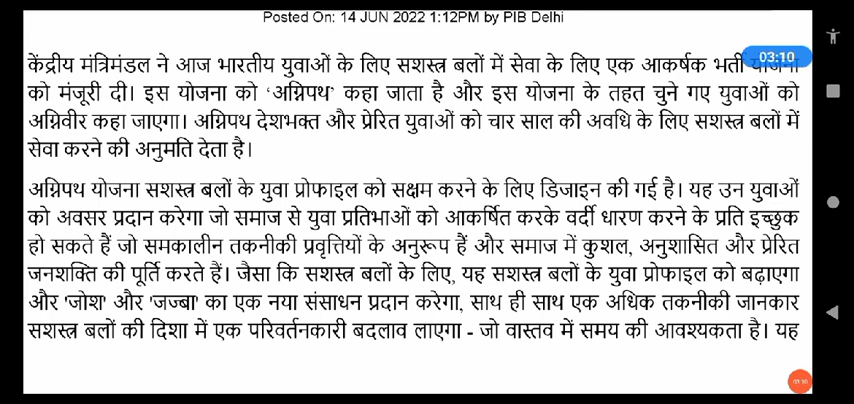 Posted On: 14 JUN 2022 1:12PM by PIB Delhi
केंद्रीय मंत्रिमंडल ने आज भारतीय युवाओं के लिए सशस्त्र बलों में सेवा के लिए एक आकर्षक भर्ती योजना
03:10
को मंजूरी दी। इस योजना को 'अग्निपथ' कहा जाता है और इस योजना के तहत चुने गए युवाओं को
अग्निवीर कहा जाएगा। अग्निपथ देशभक्त और प्रेरित युवाओं को चार साल की अवधि के लिए सशस्त्र बलों में
सेवा करने की अनुमति देता है।
अग्निपथ योजना सशस्त्र बलों के युवा प्रोफाइल को सक्षम करने के लिए डिजाइन की गई है। यह उन युवाओं
को अवसर प्रदान करेगा जो समाज से युवा प्रतिभाओं को आकर्षित करके वर्दी धारण करने के प्रति इच्छुक
हो सकते हैं जो समकालीन तकनीकी प्रवृत्तियों के अनुरूप हैं और समाज में कुशल, अनुशासित और प्रेरित
जनशक्ति की पूर्ति करते हैं। जैसा कि सशस्त्र बलों के लिए, यह सशस्त्र बलों के युवा प्रोफाइल को बढ़ाएगा
और 'जोश' और 'जज्बा' का एक नया संसाधन प्रदान करेगा, साथ ही साथ एक अधिक तकनीकी जानकार
सशस्त्र बलों की दिशा में एक परिवर्तनकारी बदलाव लाएगा - जो वास्तव में समय की आवश्यकता है। यह
03:10